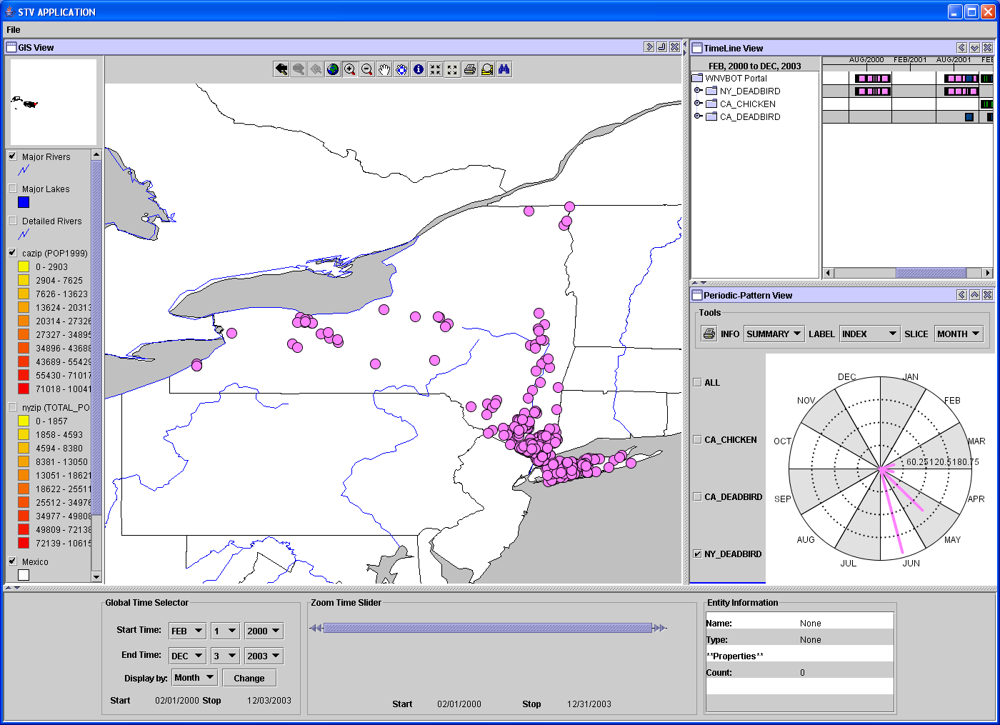 STV APPLICATION
File
GIS View
Major Rivers
Major Lakes
Detailed Rivers
cazip (POP1999)
0 - 2903
2904 - 7625
7626 - 13623
13624 - 20313
20314 - 27326
27327 - 34895
34896 - 43688
43689 - 55429
55430 - 71017
71018 - 10041
nyzip (TOTAL_PO
0 - 1857
1858 - 4593
4594 - 8380
8381 - 13050
13051 - 18621
18622 - 25511
25512 - 34976
34977 - 49808
49809 - 72138
72139 - 10615
Mexico
TimeLine View
FEB, 2000 to DEC, 2003
AUG/2000 FEB/2001 AUG/2001 FEB
WNVBOT Portal
NY_DEADBIRD
CA_CHICKEN
CA_DEADBIRD
Periodic-Pattern View
Tools
INFO SUMMARY LABEL INDEX SLICE MONTH
ALL
CA_CHICKEN
CA_DEADBIRD
NY_DEADBIRD
DEC JAN
NOV FEB
OCT MAR
60.25120.5180.75
SEP APR
AUG MAY
JUL JUN
Global Time Selector
Start Time: FEB 1 2000
End Time: DEC 3 2003
Display by: Month Change
Start 02/01/2000 Stop 12/03/2003
Zoom Time Slider
Start 02/01/2000 Stop 12/31/2003
Entity Information
Name: None
Type: None
**Properties**
Count: 0